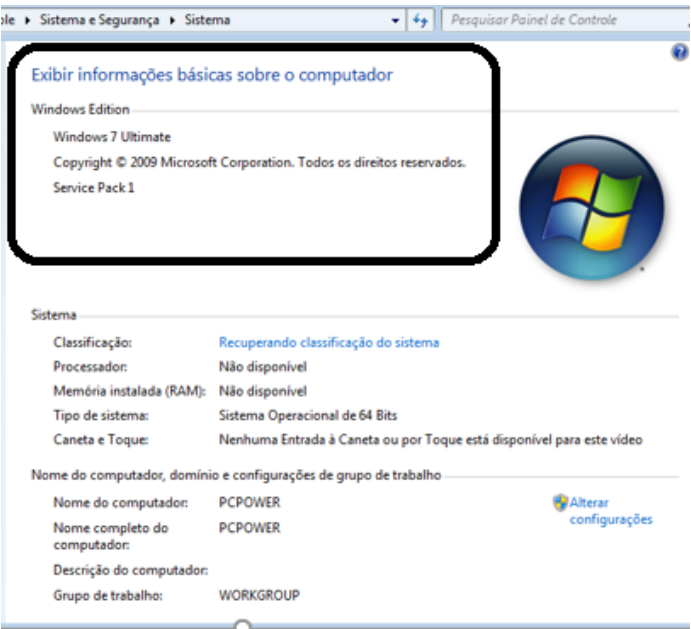 ole ▸ Sistema e Segurança ▸ Sistema
Pesquisar Painel de Controle
Exibir informações básicas sobre o computador
Windows Edition
Windows 7 Ultimate
Copyright © 2009 Microsoft Corporation. Todos os direitos reservados.
Service Pack 1
Sistema
Classificação: Recuperando classificação do sistema
Processador: Não disponível
Memória instalada (RAM): Não disponível
Tipo de sistema: Sistema Operacional de 64 Bits
Caneta e Toque: Nenhuma Entrada à Caneta ou por Toque está disponível para este vídeo
Nome do computador, domínio e configurações de grupo de trabalho
Nome do computador: PCPOWER
Alterar
configurações
Nome completo do
computador: PCPOWER
Descrição do computador:
Grupo de trabalho: WORKGROUP